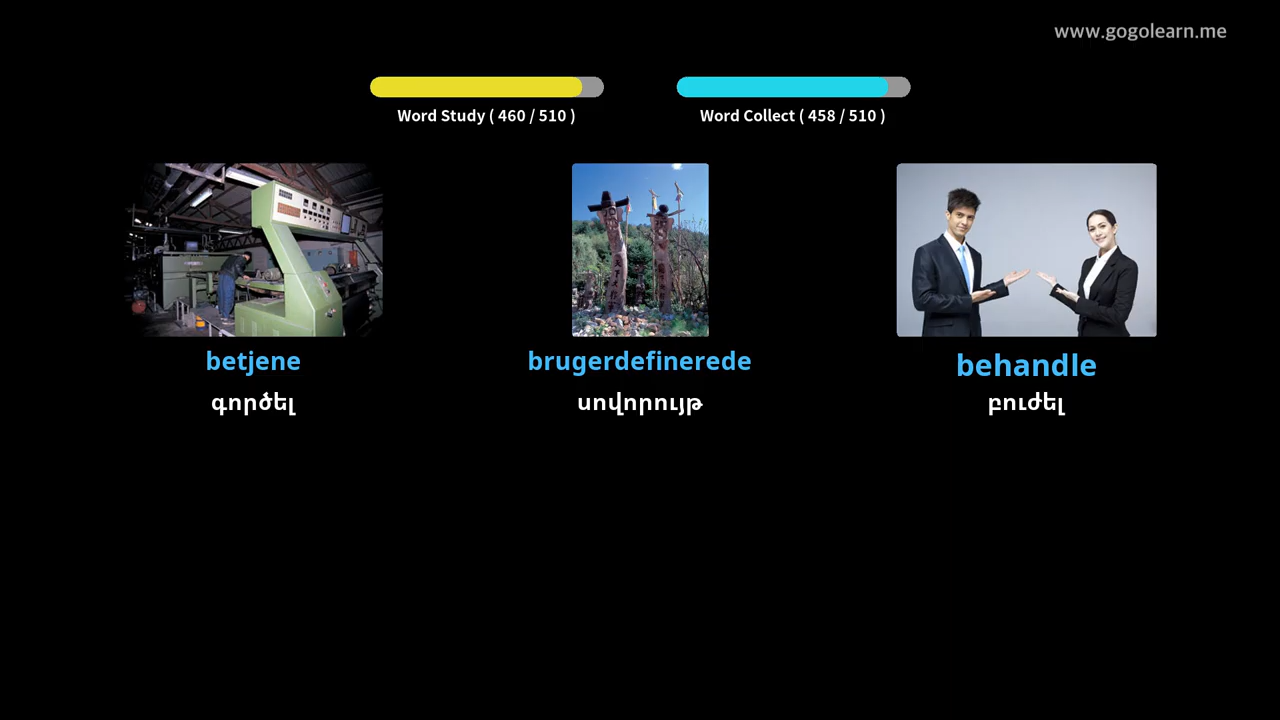 www.gogolearn.me
Word Study ( 460 / 510 )
Word Collect ( 458 / 510 )
betjene
brugerdefinerede
behandle
գործել
սովորույթ
բուժել